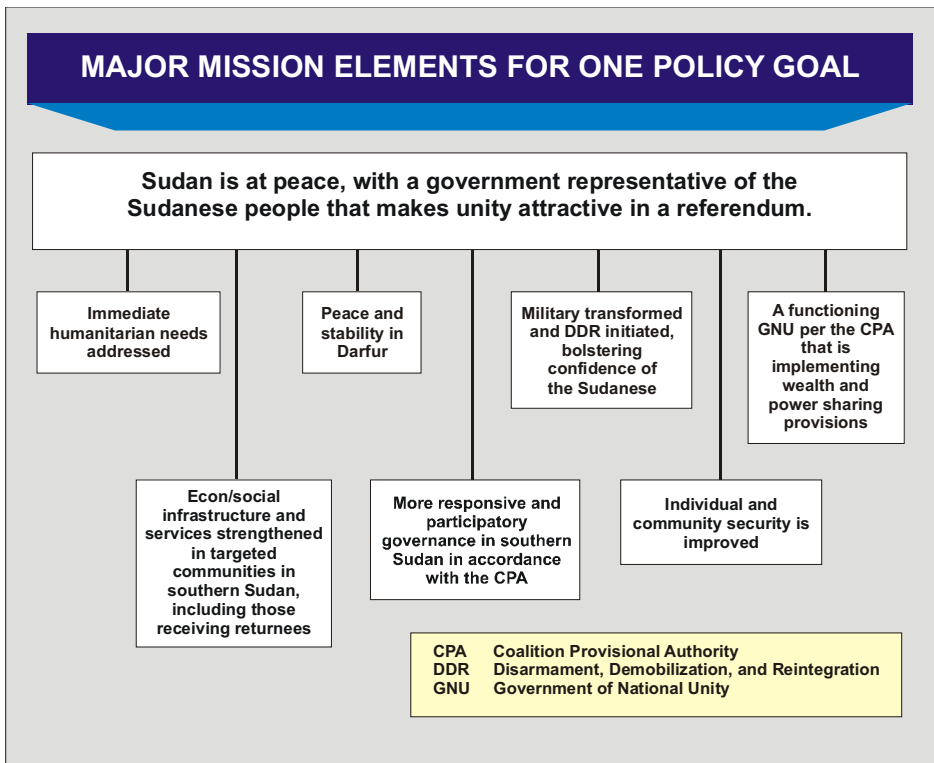 MAJOR MISSION ELEMENTS FOR ONE POLICY GOAL
Sudan is at peace, with a government representative of the
Sudanese people that makes unity attractive in a referendum.
Immediate
humanitarian needs
addressed
Peace and
stability in
Darfur
Military transformed
and DDR initiated,
bolstering
confidence of
the Sudanese
A functioning
GNU per the CPA
that is
implementing
wealth and
power sharing
provisions
Econ/social
infrastructure and
services strengthened
in targeted
communities in
southern Sudan,
including those
receiving returnees
More responsive and
participatory
governance in southern
Sudan in accordance
with the CPA
Individual and
community security is
improved
CPA Coalition Provisional Authority
DDR Disarmament, Demobilization, and Reintegration
GNU Government of National Unity